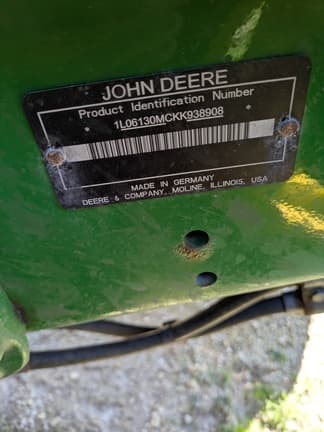 JOHN DEERE
Product Identification Number
1L06130MCKK938908
MADE IN GERMANY
DEERE & COMPANY, MOLINE, ILLINOIS, USA